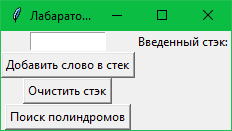 Лабарато...
Введенный стэк:
Добавить слово в стек
Очистить стэк
Поиск полиндромов